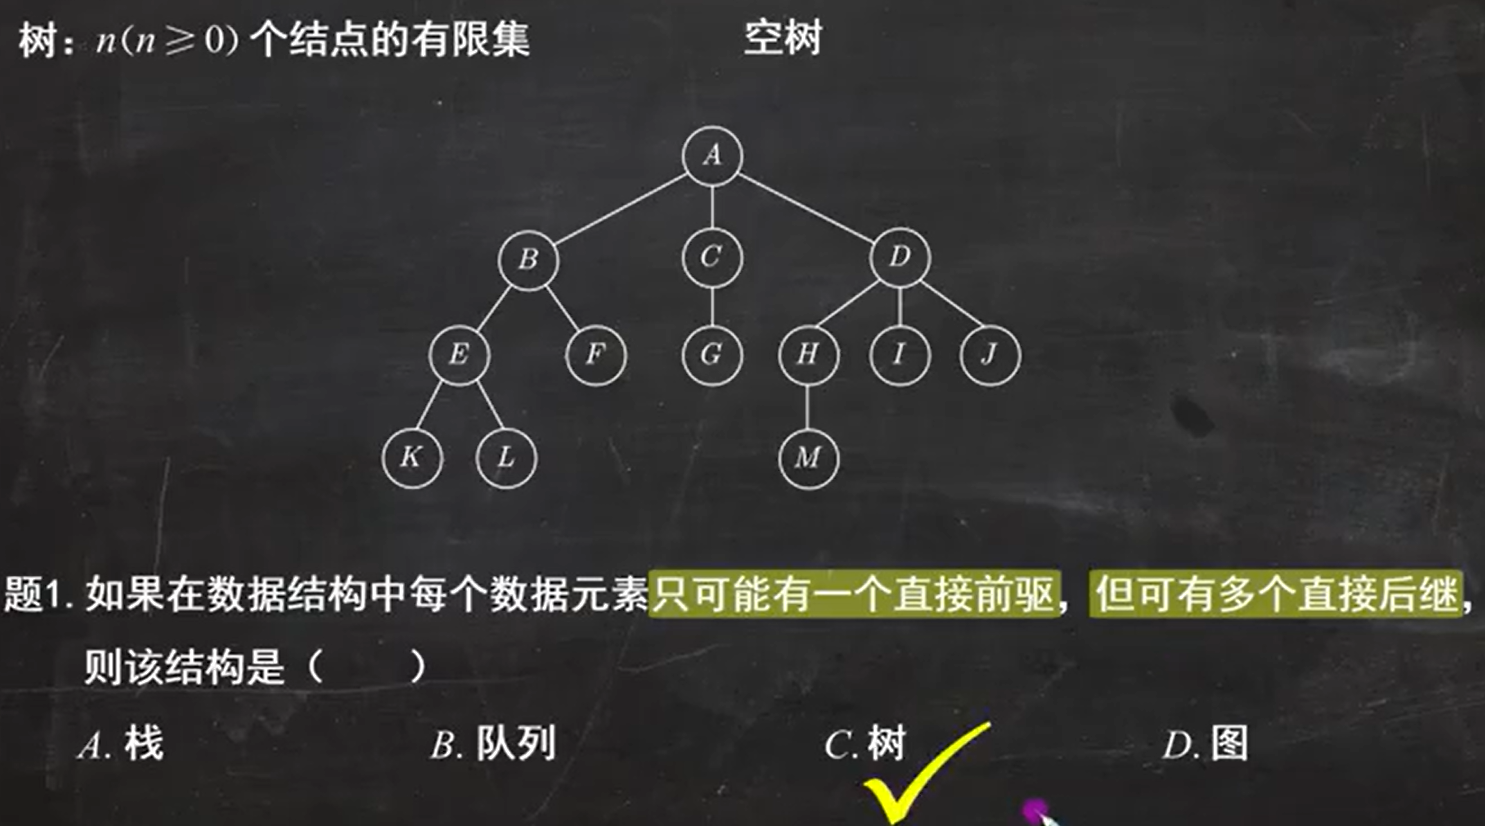 树：n(n≥0)个结点的有限集 空树
A
B C D
E F G H I J
K L M
题1. 如果在数据结构中每个数据元素只可能有一个直接前驱，但可有多个直接后继，
则该结构是（ ）
A. 栈 B. 队列 C. 树 D. 图